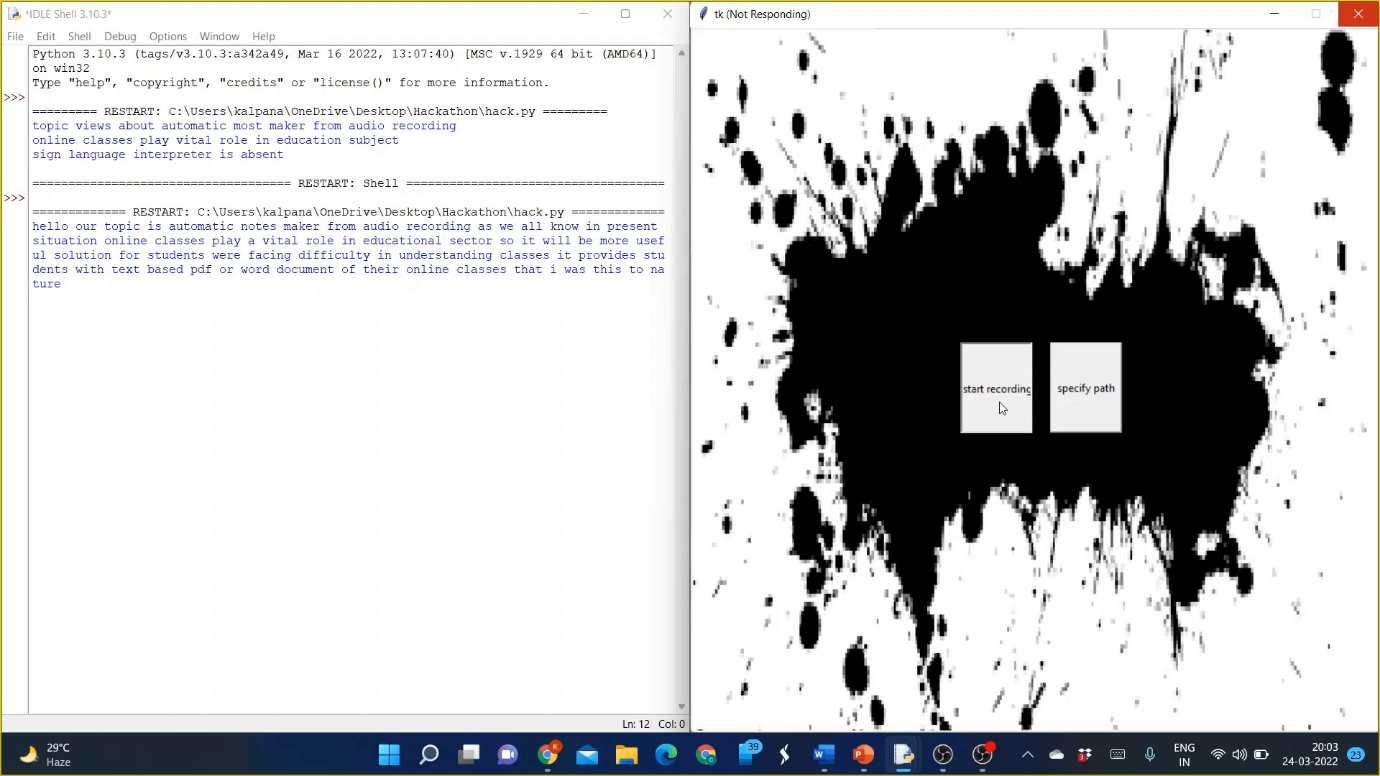 *IDLE Shell 3.10.3*
File Edit Shell Debug Options Window Help
Python 3.10.3 (tags/v3.10.3:a342a49, Mar 16 2022, 13:07:40) [MSC v.1929 64 bit (AMD64)]
on win32
Type "help", "copyright", "credits" or "license()" for more information.
>>>
========= RESTART: C:\Users\kalpana\OneDrive\Desktop\Hackathon\hack.py =========
topic views about automatic most maker from audio recording
online classes play vital role in education subject
sign language interpreter is absent
==================================== RESTART: Shell ====================================
>>>
============= RESTART: C:\Users\kalpana\OneDrive\Desktop\Hackathon\hack.py =============
hello our topic is automatic notes maker from audio recording as we all know in present
situation online classes play a vital role in educational sector so it will be more usef
ul solution for students were facing difficulty in understanding classes it provides stu
dents with text based pdf or word document of their online classes that i was this to na
ture
Ln: 12 Col: 0
tk (Not Responding)
start recording
specify path
29°C
Haze
39
3
ENG
IN
20:03
24-03-2022
23